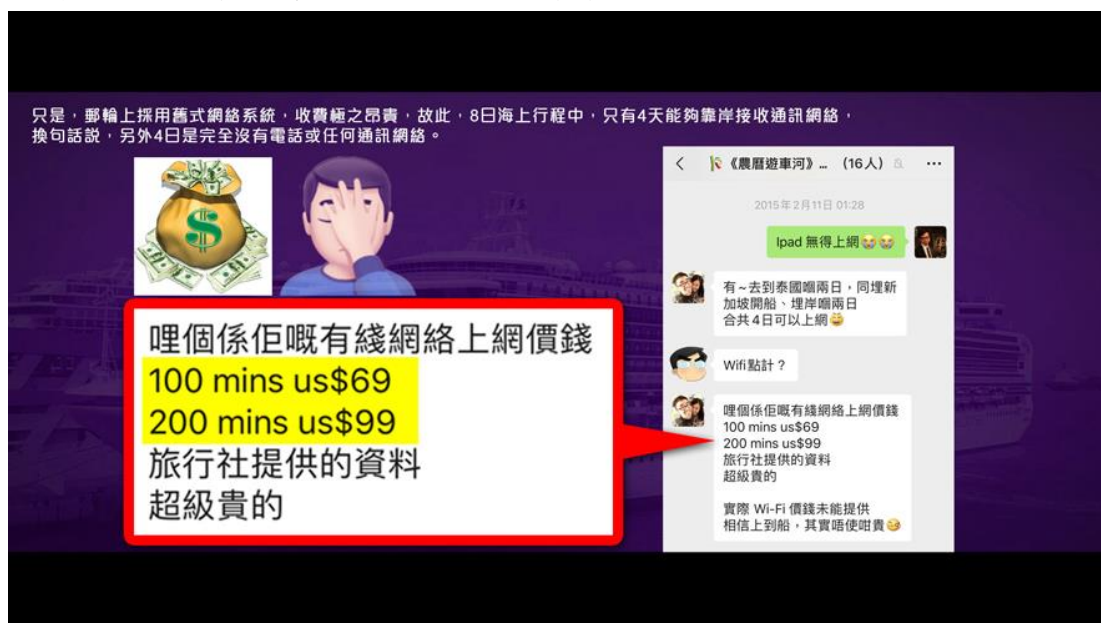 只是，郵輪上採用舊式網絡系統，收費極之昂貴，故此，8日海上行程中，只有4天能夠靠岸接收通訊網絡，
換句話説，另外4日是完全沒有電話或任何通訊網絡。
哩個係佢嘅有綫網絡上網價錢
100 mins us$69
200 mins us$99
旅行社提供的資料
超級貴的
《農曆遊車河》... （16人）
2015年2月11日 01:28
Ipad 無得上網😂😂
有~去到泰國嗰兩日，同埋新
加坡開船、埋岸嗰兩日
合共4日可以上網😄
Wifi點計？
哩個係佢嘅有綫網絡上網價錢
100 mins us$69
200 mins us$99
旅行社提供的資料
超級貴的
實際 Wi-Fi 價錢未能提供
相信上到船，其實唔使咁貴🤣